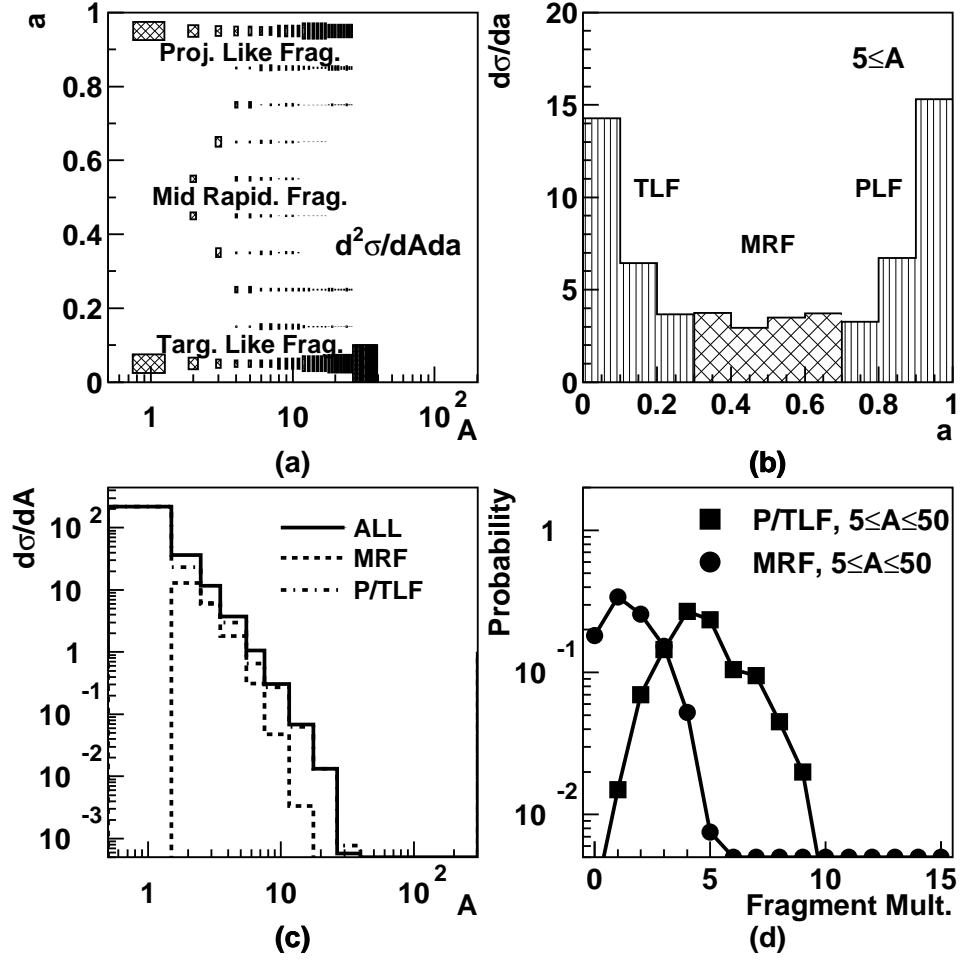 a
1
0.8
0.6
0.4
0.2
0
Proj. Like Frag.
Mid Rapid. Frag.
d²σ/dAda
Targ. Like Frag.
1
10
10²
A
(a)
dσ/da
20
15
10
5
0
5≤A
TLF
PLF
MRF
0
0.2
0.4
0.6
0.8
1
a
(b)
dσ/dA
10²
10
1
10⁻¹
10⁻²
10⁻³
ALL
MRF
P/TLF
1
10
10²
A
(c)
Probability
1
10⁻¹
10⁻²
P/TLF, 5≤A≤50
MRF, 5≤A≤50
0
5
10
15
Fragment Mult.
(d)